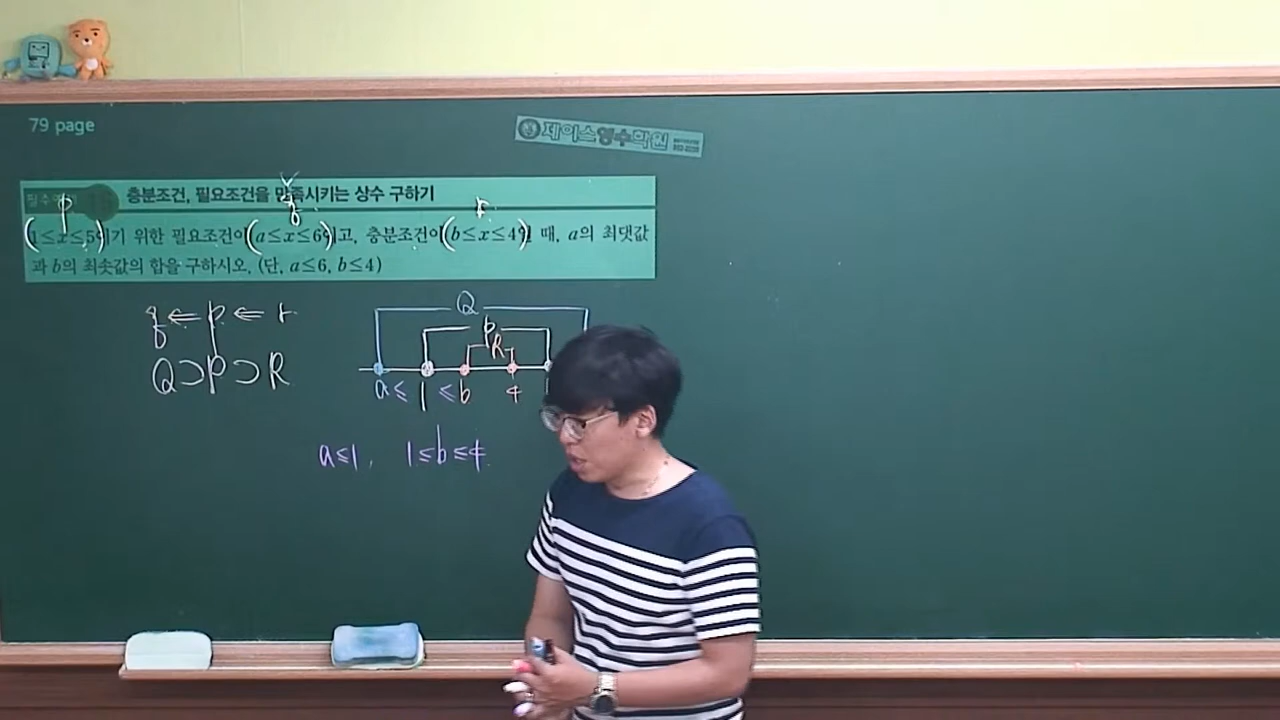 79 page
제이스영수학원
충분조건, 필요조건을 만족시키는 상수 구하기
p q r
1≤x≤5이기 위한 필요조건이 a≤x≤6이고, 충분조건이 b≤x≤4일 때, a의 최댓값
과 b의 최솟값의 합을 구하시오. (단, a≤6, b≤4)
q ⇐ p ⇐ r
Q⊃P⊃R
Q
P
R
a ≤ 1 ≤ b 4
a≤1, 1≤b≤4